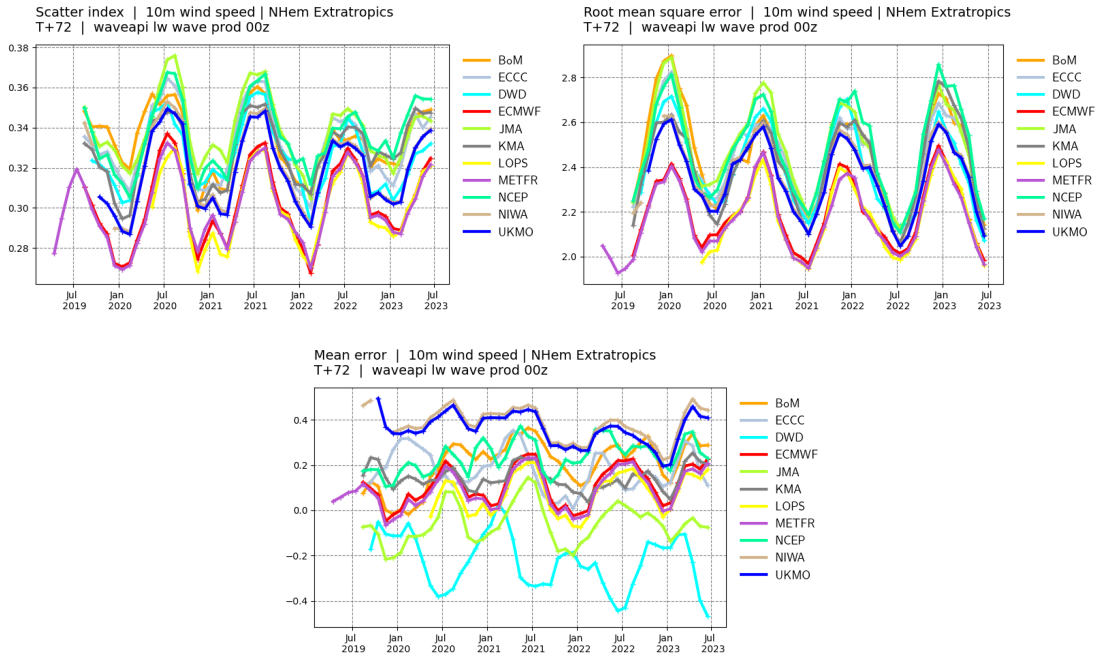 Scatter index | 10m wind speed | NHem Extratropics
T+72 | waveapi lw wave prod 00z
0.38
0.36
0.34
0.32
0.30
0.28
Jul
2019
Jan
2020
Jul
2020
Jan
2021
Jul
2021
Jan
2022
Jul
2022
Jan
2023
Jul
2023
BoM
ECCC
DWD
ECMWF
JMA
KMA
LOPS
METFR
NCEP
NIWA
UKMO
Root mean square error | 10m wind speed | NHem Extratropics
T+72 | waveapi lw wave prod 00z
2.8
2.6
2.4
2.2
2.0
Jul
2019
Jan
2020
Jul
2020
Jan
2021
Jul
2021
Jan
2022
Jul
2022
Jan
2023
Jul
2023
BoM
ECCC
DWD
ECMWF
JMA
KMA
LOPS
METFR
NCEP
NIWA
UKMO
Mean error | 10m wind speed | NHem Extratropics
T+72 | waveapi lw wave prod 00z
0.4
0.2
0.0
−0.2
−0.4
Jul
2019
Jan
2020
Jul
2020
Jan
2021
Jul
2021
Jan
2022
Jul
2022
Jan
2023
Jul
2023
BoM
ECCC
DWD
ECMWF
JMA
KMA
LOPS
METFR
NCEP
NIWA
UKMO